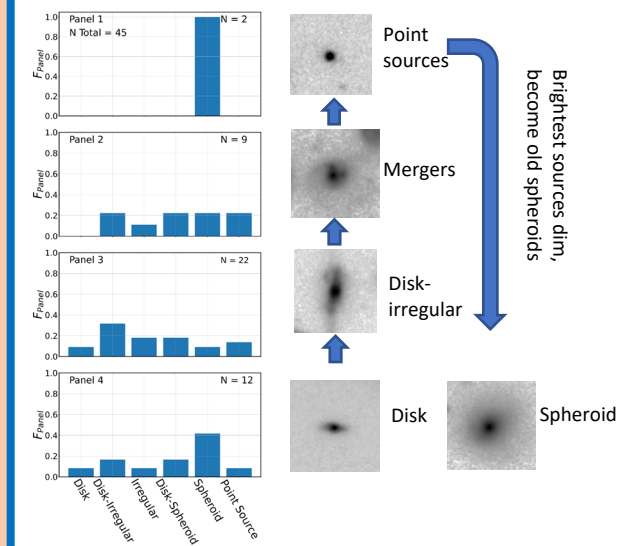 Panel 1
N = 2
N Total = 45
F_Panel
1.0
0.8
0.6
0.4
0.2
0.0
Panel 2
N = 9
F_Panel
1.0
0.8
0.6
0.4
0.2
0.0
Panel 3
N = 22
F_Panel
1.0
0.8
0.6
0.4
0.2
0.0
Panel 4
N = 12
F_Panel
1.0
0.8
0.6
0.4
0.2
0.0
Disk
Disk-Irregular
Irregular
Disk-Spheroid
Spheroid
Point Source
Point
sources
Mergers
Disk-
irregular
Disk
Spheroid
Brightest sources dim,
become old spheroids